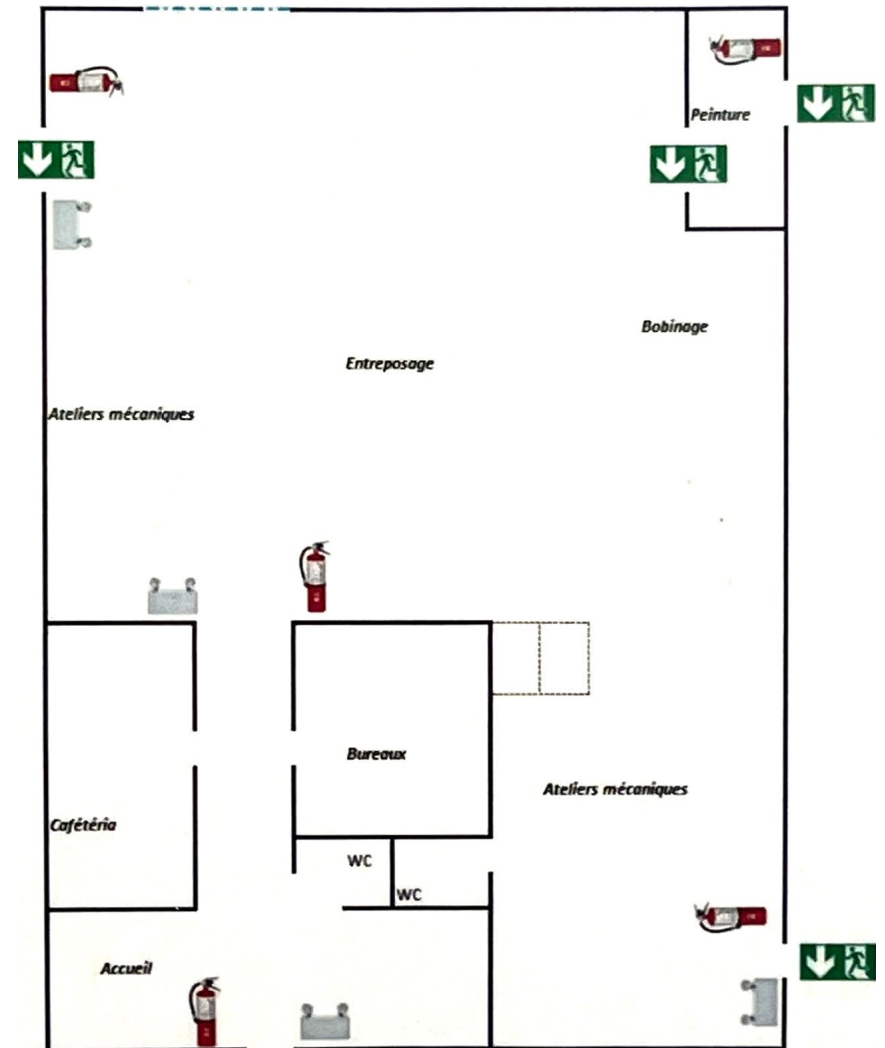 Peinture
Bobinage
Entreposage
Ateliers mécaniques
Bureaux
Ateliers mécaniques
Cafétéria
WC
WC
Accueil